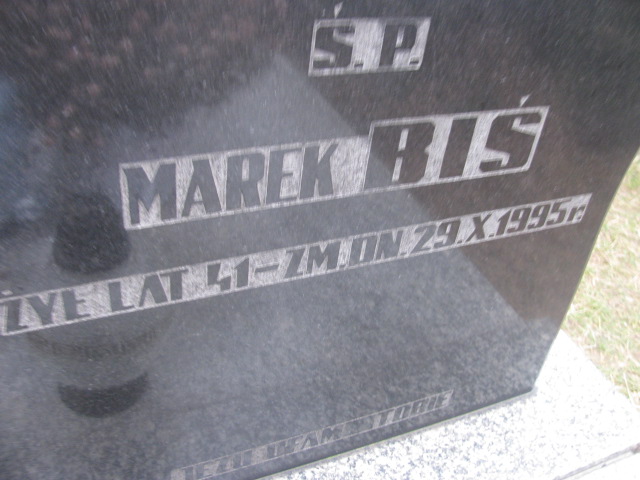 Ś.P.
MAREK BIŚ
ŻYŁ LAT 41-ZM.DN.29.X.1995r.